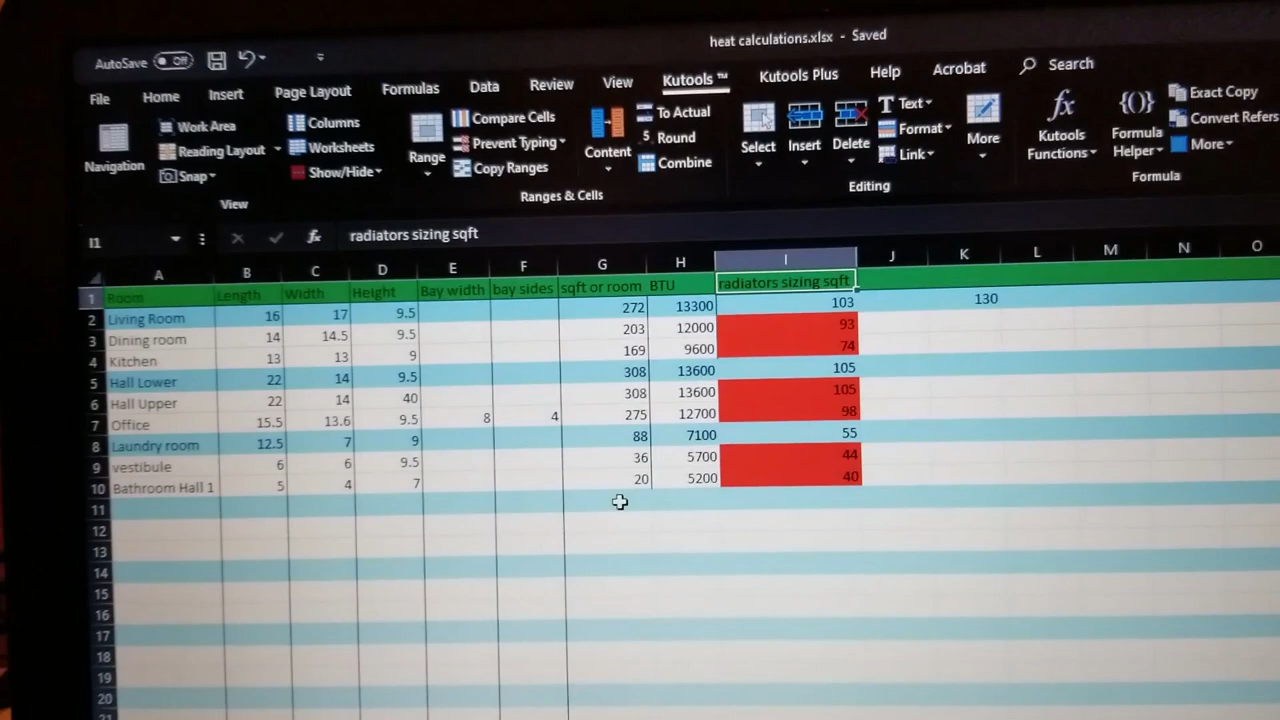 heat calculations.xlsx - Saved
AutoSave Off
File Home Insert Page Layout Formulas Data Review View Kutools ™ Kutools Plus Help Acrobat Search
Navigation
Work Area
Reading Layout
Snap
Columns
Worksheets
Show/Hide
View
Range
Compare Cells
Prevent Typing
Copy Ranges
Content
To Actual
Round
Combine
Ranges & Cells
Select
Insert
Delete
Text
Format
Link
More
Editing
fx
Kutools Functions
{()}
Formula Helper
Exact Copy
Convert Refers
More
Formula
I1 fx radiators sizing sqft
A B C D E F G H I J K L M N O
1 Room Length Width Height Bay width bay sides sqft or room BTU radiators sizing sqft
2 Living Room 16 17 9.5 272 13300 103 130
3 Dining room 14 14.5 9.5 203 12000 93
4 Kitchen 13 13 9 169 9600 74
5 Hall Lower 22 14 9.5 308 13600 105
6 Hall Upper 22 14 40 308 13600 105
7 Office 15.5 13.6 9.5 8 4 275 12700 98
8 Laundry room 12.5 7 9 88 7100 55
9 vestibule 6 6 9.5 36 5700 44
10 Bathroom Hall 1 5 4 7 20 5200 40
11
12
13
14
15
16
17
18
19
20
21